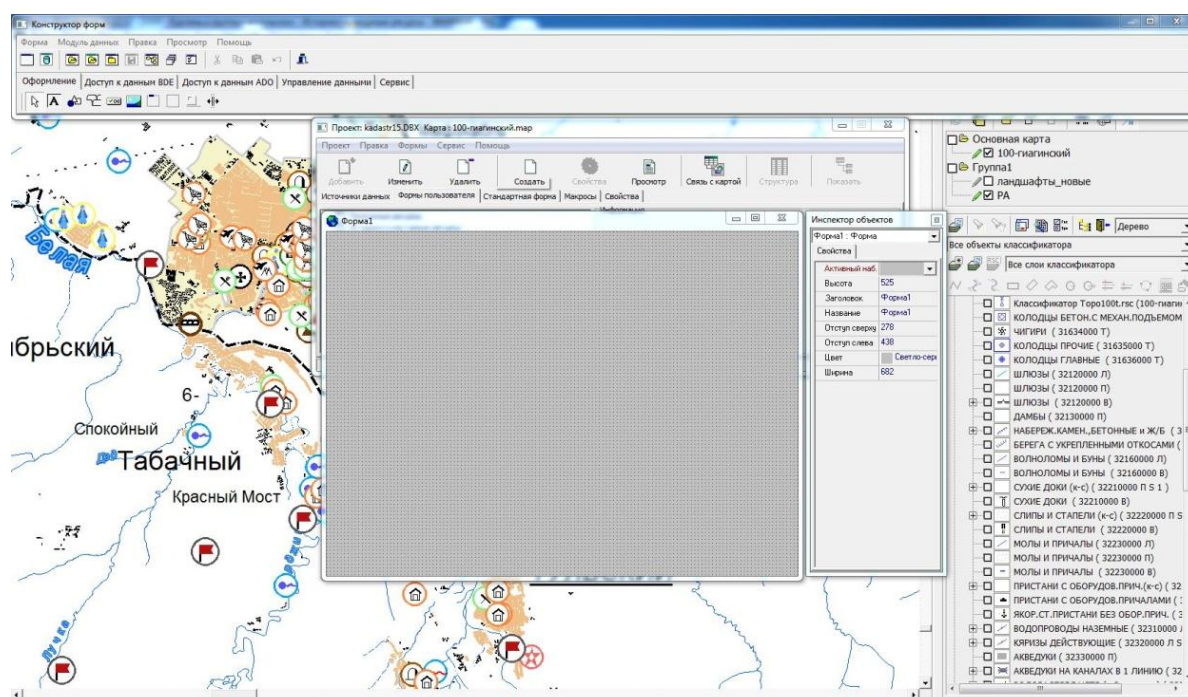 Конструктор форм
Форма Модуль данных Правка Просмотр Помощь
Оформление Доступ к данным BDE Доступ к данным ADO Управление данными Сервис
Проект: kadastr15.DBX Карта : 100-гиагинский.map
Проект Правка Формы Сервис Помощь
Добавить Изменить Удалить Создать Свойства Просмотр Связь с картой Структура Показать
Источники данных Формы пользователя Стандартная форма Макросы Свойства
Форма1
Инспектор объектов
Форма1 : Форма
Свойства
Активный наб.
Высота 525
Заголовок Форма1
Название Форма1
Отступ сверху 278
Отступ слева 438
Цвет Светло-сер
Ширина 682
Основная карта
100-гиагинский
Группа1
ландшафты_новые
РА
Дерево
Все объекты классификатора
Все слои классификатора
Классификатор Topo100t.rsc (100-гиагин
КОЛОДЦЫ БЕТОН.С МЕХАН.ПОДЪЕМОМ
ЧИГИРИ ( 31634000 Т)
КОЛОДЦЫ ПРОЧИЕ ( 31635000 Т)
КОЛОДЦЫ ГЛАВНЫЕ ( 31636000 Т)
ШЛЮЗЫ ( 32120000 Л)
ШЛЮЗЫ ( 32120000 П)
ШЛЮЗЫ ( 32120000 В)
ДАМБЫ ( 32130000 П)
НАБЕРЕЖ.КАМЕН.,БЕТОННЫЕ и Ж/Б ( 3
БЕРЕГА С УКРЕПЛЕННЫМИ ОТКОСАМИ (
ВОЛНОЛОМЫ И БУНЫ ( 32160000 Л)
ВОЛНОЛОМЫ И БУНЫ ( 32160000 В)
СУХИЕ ДОКИ (к-с) ( 32210000 П S 1 )
СУХИЕ ДОКИ ( 32210000 В)
СЛИПЫ И СТАПЕЛИ (к-с) ( 32220000 П S
СЛИПЫ И СТАПЕЛИ ( 32220000 В)
МОЛЫ И ПРИЧАЛЫ ( 32230000 Л)
МОЛЫ И ПРИЧАЛЫ ( 32230000 П)
МОЛЫ И ПРИЧАЛЫ ( 32230000 В)
ПРИСТАНИ С ОБОРУДОВ.ПРИЧ.(к-с) ( 32
ПРИСТАНИ С ОБОРУДОВ.ПРИЧАЛАМИ (
ЯКОР.СТ.ПРИСТАНИ БЕЗ ОБОР.ПРИЧ. ( 3
ВОДОПРОВОДЫ НАЗЕМНЫЕ ( 32310000
КЯРИЗЫ ДЕЙСТВУЮЩИЕ ( 32320000 Л S
АКВЕДУКИ ( 32330000 П)
АКВЕДУКИ НА КАНАЛАХ В 1 ЛИНИЮ ( 32
Белая
брьский
6-
Спокойный
Табачный
Красный Мост